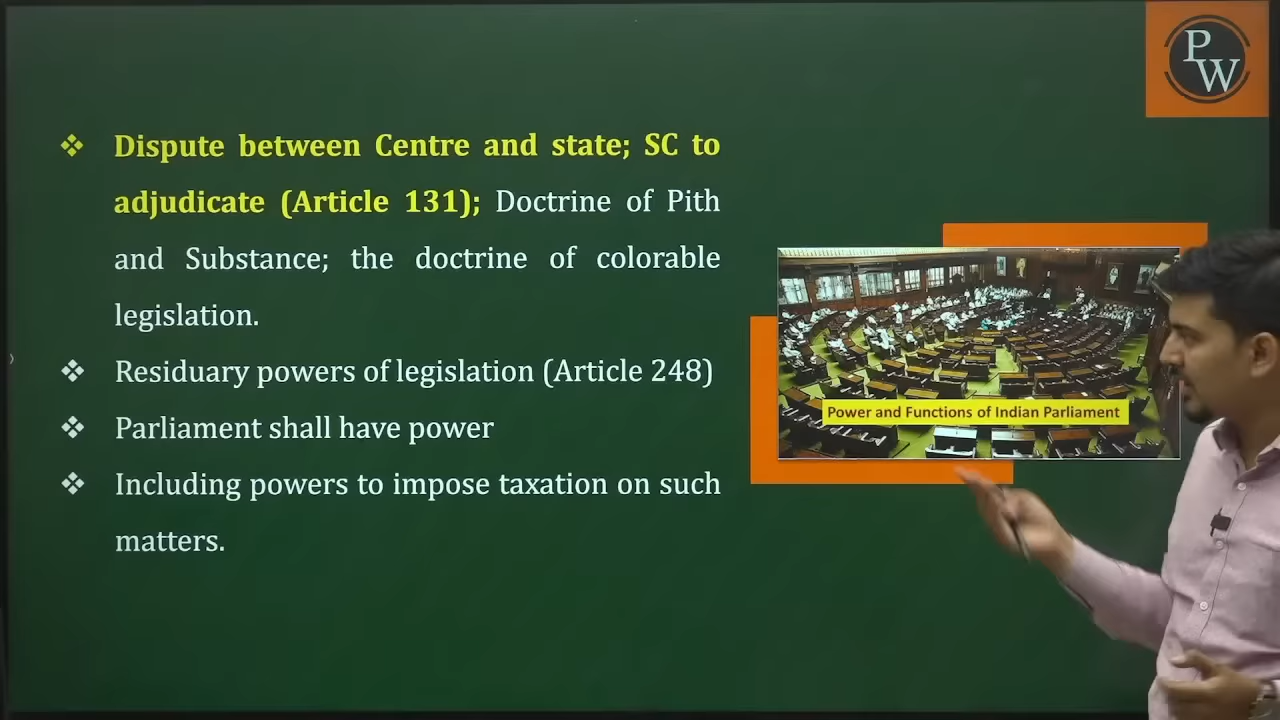 P
W
❖ Dispute between Centre and state; SC to
adjudicate (Article 131); Doctrine of Pith
and Substance; the doctrine of colorable
legislation.
❖ Residuary powers of legislation (Article 248)
❖ Parliament shall have power
❖ Including powers to impose taxation on such
matters.
Power and Functions of Indian Parliament